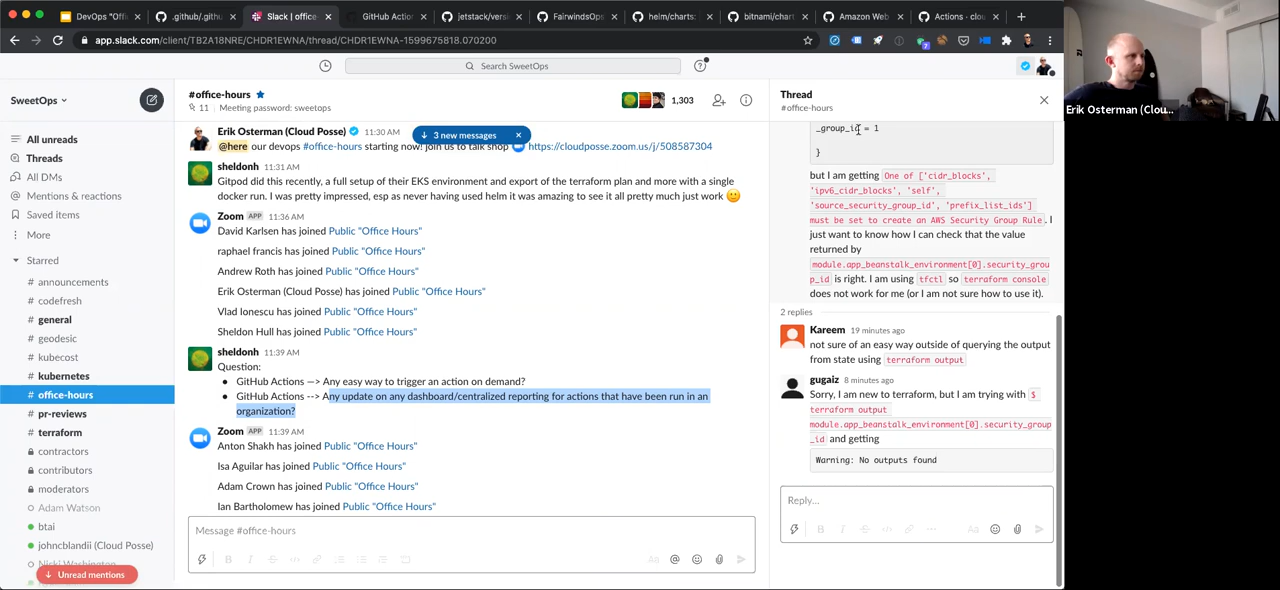 DevOps "Offi
.github/.githu
Slack | office-
GitHub Action
jetstack/versi
FairwindsOps
helm/charts:
bitnami/chart
Amazon Web
Actions · clou
app.slack.com/client/TB2A18NRE/CHDR1EWNA/thread/CHDR1EWNA-1599675818.070200
Search SweetOps
SweetOps
All unreads
Threads
All DMs
Mentions & reactions
Saved items
More
Starred
# announcements
# codefresh
# general
# geodesic
# kubecost
# kubernetes
# office-hours
# pr-reviews
# terraform
contractors
contributors
moderators
Adam Watson
btai
johncblandii (Cloud Posse)
Nicki Washington
Unread mentions
#office-hours
11 | Meeting password: sweetops
1,303
3 new messages
Erik Osterman (Cloud Posse) 11:30 AM
@here our devops #office-hours starting now! join us to talk shop https://cloudposse.zoom.us/j/508587304
sheldonh 11:31 AM
Gitpod did this recently, a full setup of their EKS environment and export of the terraform plan and more with a single
docker run. I was pretty impressed, esp as never having used helm it was amazing to see it all pretty much just work
Zoom APP 11:36 AM
David Karlsen has joined Public "Office Hours"
raphael francis has joined Public "Office Hours"
Andrew Roth has joined Public "Office Hours"
Erik Osterman (Cloud Posse) has joined Public "Office Hours"
Vlad Ionescu has joined Public "Office Hours"
Sheldon Hull has joined Public "Office Hours"
sheldonh 11:39 AM
Question:
• GitHub Actions —> Any easy way to trigger an action on demand?
• GitHub Actions --> Any update on any dashboard/centralized reporting for actions that have been run in an
organization?
Zoom APP 11:39 AM
Anton Shakh has joined Public "Office Hours"
Isa Aguilar has joined Public "Office Hours"
Adam Crown has joined Public "Office Hours"
Ian Bartholomew has joined Public "Office Hours"
Message #office-hours
Thread
#office-hours
_group_id = 1
}
but I am getting One of ['cidr_blocks',
'ipv6_cidr_blocks', 'self',
'source_security_group_id', 'prefix_list_ids']
must be set to create an AWS Security Group Rule. I
just want to know how I can check that the value
returned by
module.app_beanstalk_environment[0].security_grou
p_id is right. I am using tfctl so terraform console
does not work for me (or I am not sure how to use it).
2 replies
Kareem 19 minutes ago
not sure of an easy way outside of querying the output
from state using terraform output
gugaiz 8 minutes ago
Sorry, I am new to terraform, but I am trying with $
terraform output
module.app_beanstalk_environment[0].security_group
_id and getting
Warning: No outputs found
Reply...
Erik Osterman (Clou...